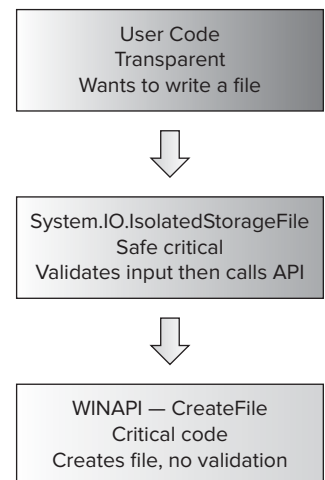 User Code
Transparent
Wants to write a file
System.IO.IsolatedStorageFile
Safe critical
Validates input then calls API
WINAPI — CreateFile
Critical code
Creates file, no validation